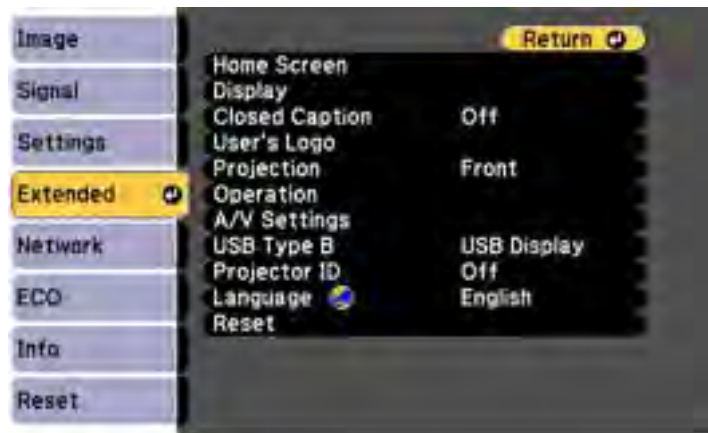 Image
Signal
Settings
Extended
Network
ECO
Info
Reset
Return
Home Screen
Display
Closed Caption Off
User's Logo
Projection Front
Operation
A/V Settings
USB Type B USB Display
Projector ID Off
Language English
Reset